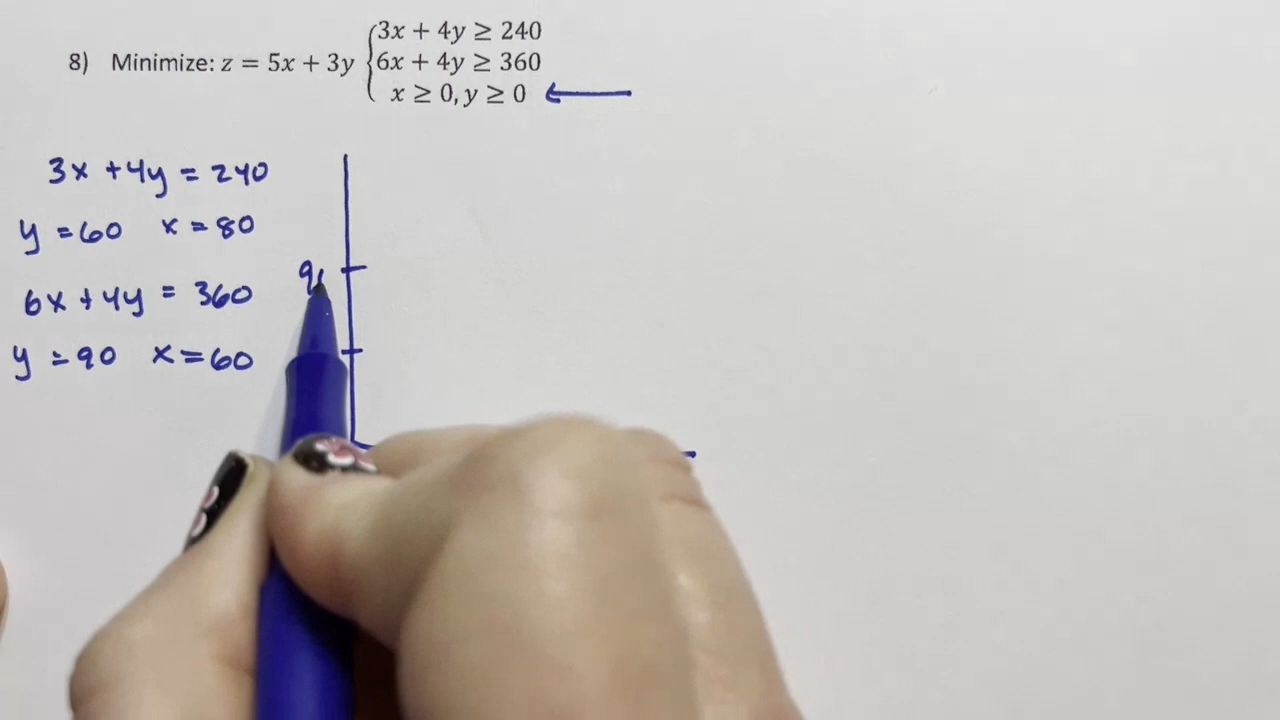 3x + 4y ≥ 240
8) Minimize: z = 5x + 3y 6x + 4y ≥ 360
x ≥ 0, y ≥ 0
3x + 4y = 240
y = 60 x = 80
6x + 4y = 360
y = 90 x = 60